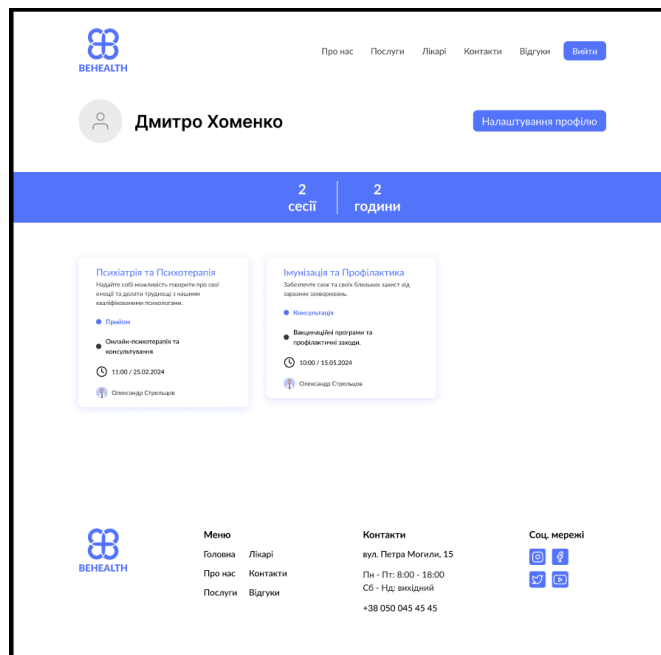 BEHEALTH
Про нас Послуги Лікарі Контакти Відгуки Вийти
Дмитро Хоменко
Налаштування профілю
2 сесії
2 години
Психіатрія та Психотерапія
Надайте собі можливість говорити про свої
емоції та долати труднощі з нашими
кваліфікованими психологами.
Прийом
Онлайн-психотерапія та
консультування
11:00 / 25.02.2024
Олександр Стрельцов
Імунізація та Профілактика
Забезпечте своє та своїх близьких захист від
заразних захворювань.
Консультація
Вакцинаційні програми та
профілактичні заходи.
10:00 / 15.05.2024
Олександр Стрельцов
BEHEALTH
Меню
Головна Лікарі
Про нас Контакти
Послуги Відгуки
Контакти
вул. Петра Могили, 15
Пн - Пт: 8:00 - 18:00
Сб - Нд: вихідний
+38 050 045 45 45
Соц. мережі